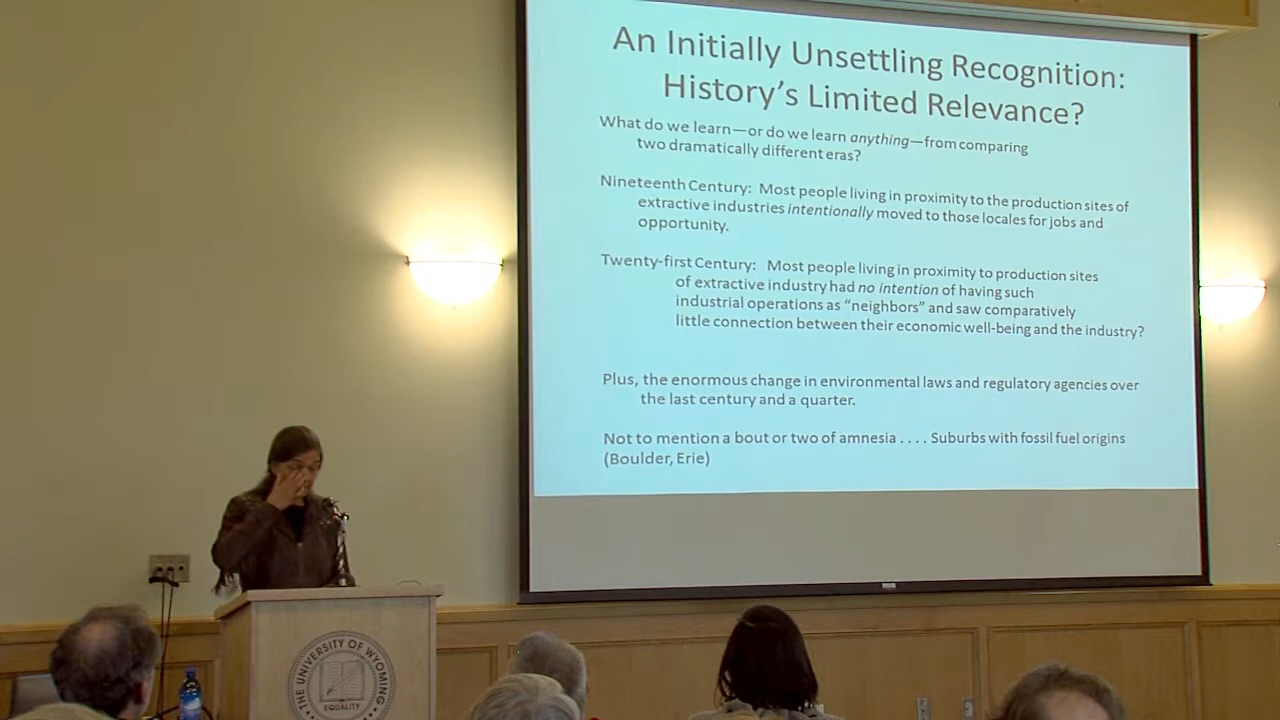 An Initially Unsettling Recognition:
History's Limited Relevance?
What do we learn—or do we learn anything—from comparing
two dramatically different eras?
Nineteenth Century: Most people living in proximity to the production sites of
extractive industries intentionally moved to those locales for jobs and
opportunity.
Twenty-first Century: Most people living in proximity to production sites
of extractive industry had no intention of having such
industrial operations as “neighbors” and saw comparatively
little connection between their economic well-being and the industry?
Plus, the enormous change in environmental laws and regulatory agencies over
the last century and a quarter.
Not to mention a bout or two of amnesia . . . . Suburbs with fossil fuel origins
(Boulder, Erie)
THE UNIVERSITY OF WYOMING
EQUALITY